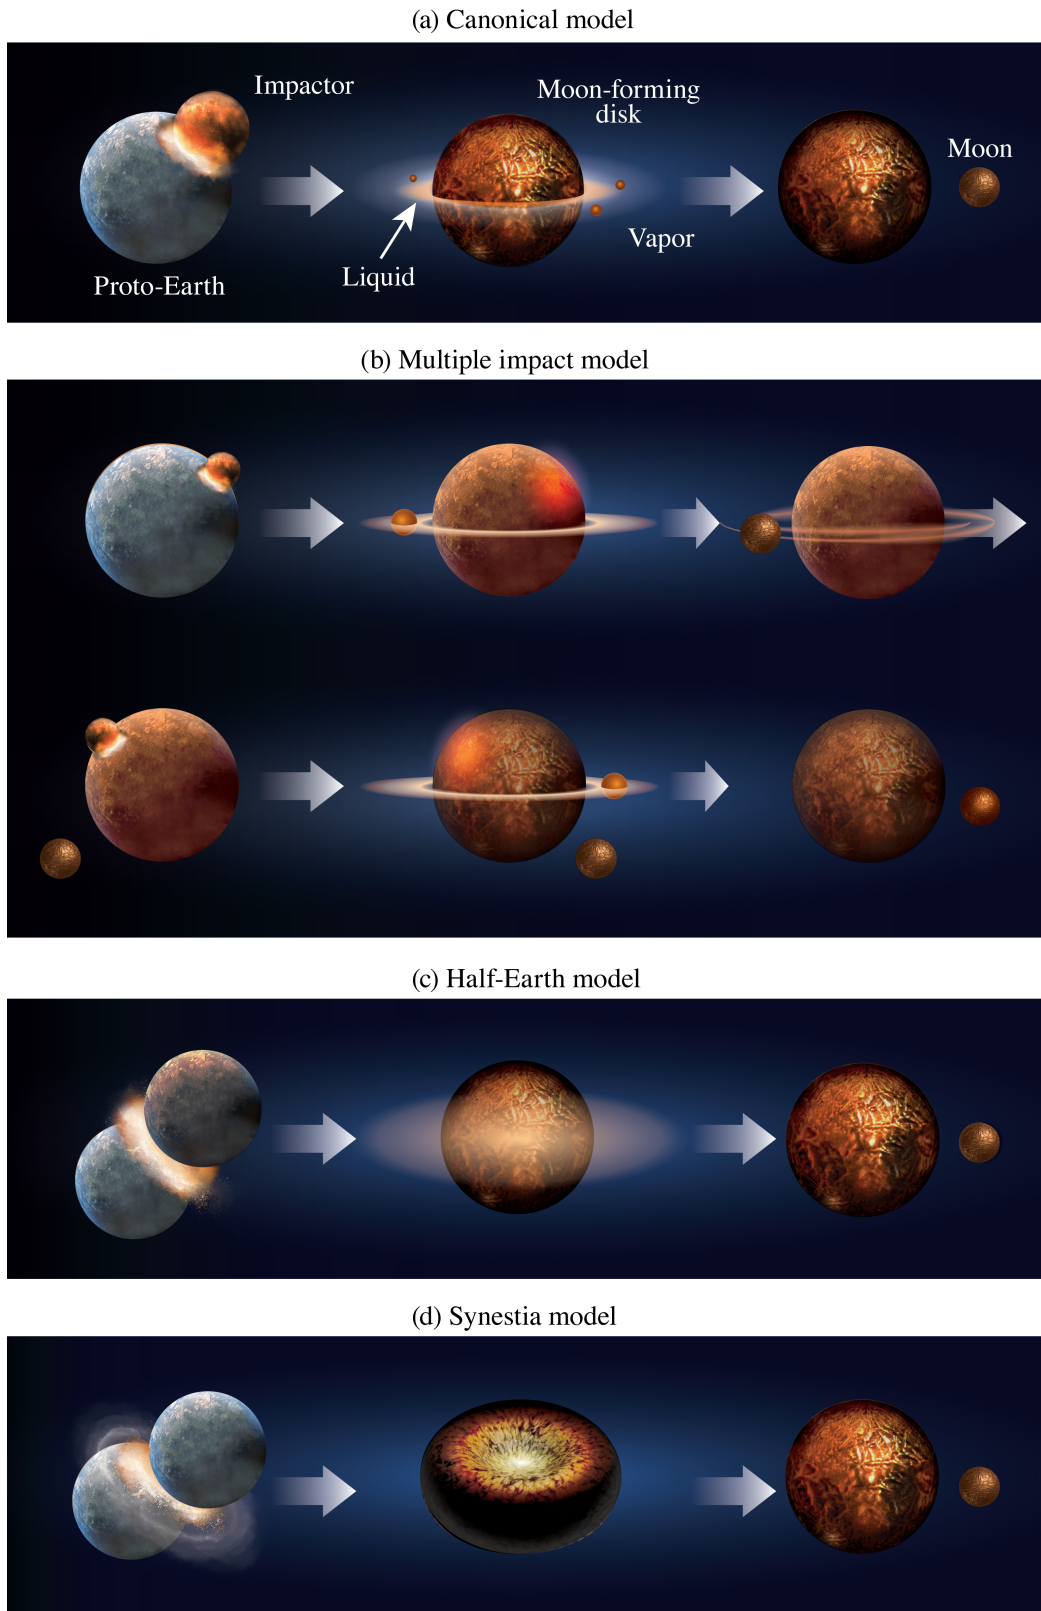 (a) Canonical model
Impactor
Moon-forming
disk
Moon
Vapor
Liquid
Proto-Earth
(b) Multiple impact model
(c) Half-Earth model
(d) Synestia model